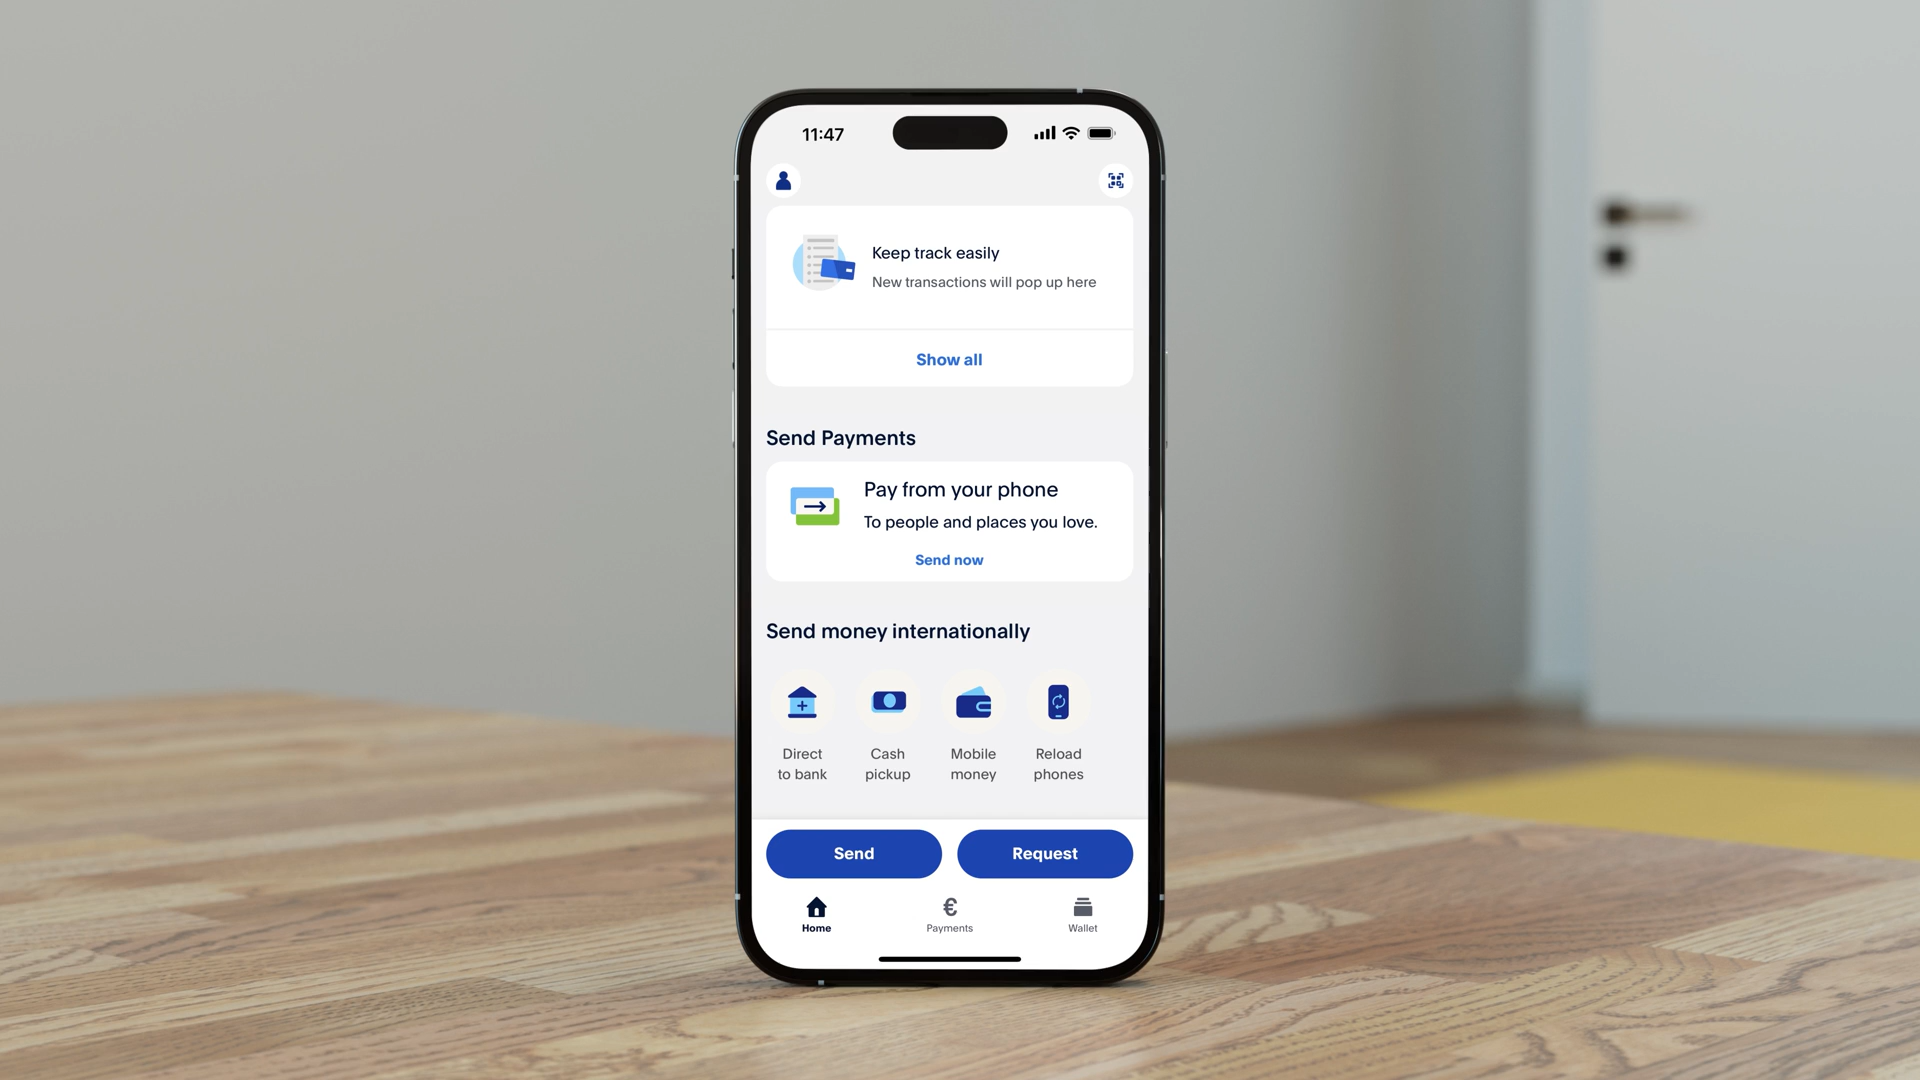 11:47
Keep track easily
New transactions will pop up here
Show all
Send Payments
Pay from your phone
To people and places you love.
Send now
Send money internationally
Direct
to bank
Cash
pickup
Mobile
money
Reload
phones
Send
Request
€
Home
Payments
Wallet